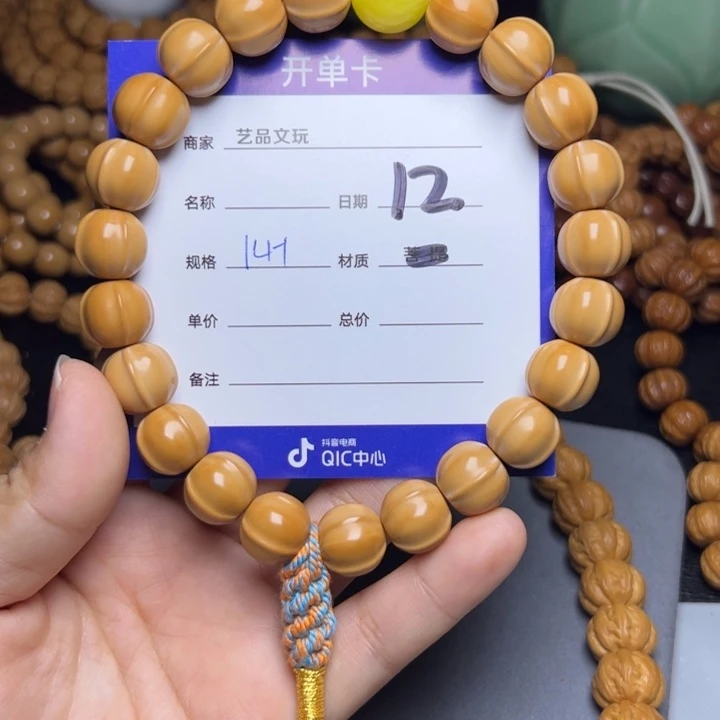 开单卡
商家 艺品文玩
名称 日期 12
规格 141 材质
单价 总价
备注
抖音电商
QIC中心